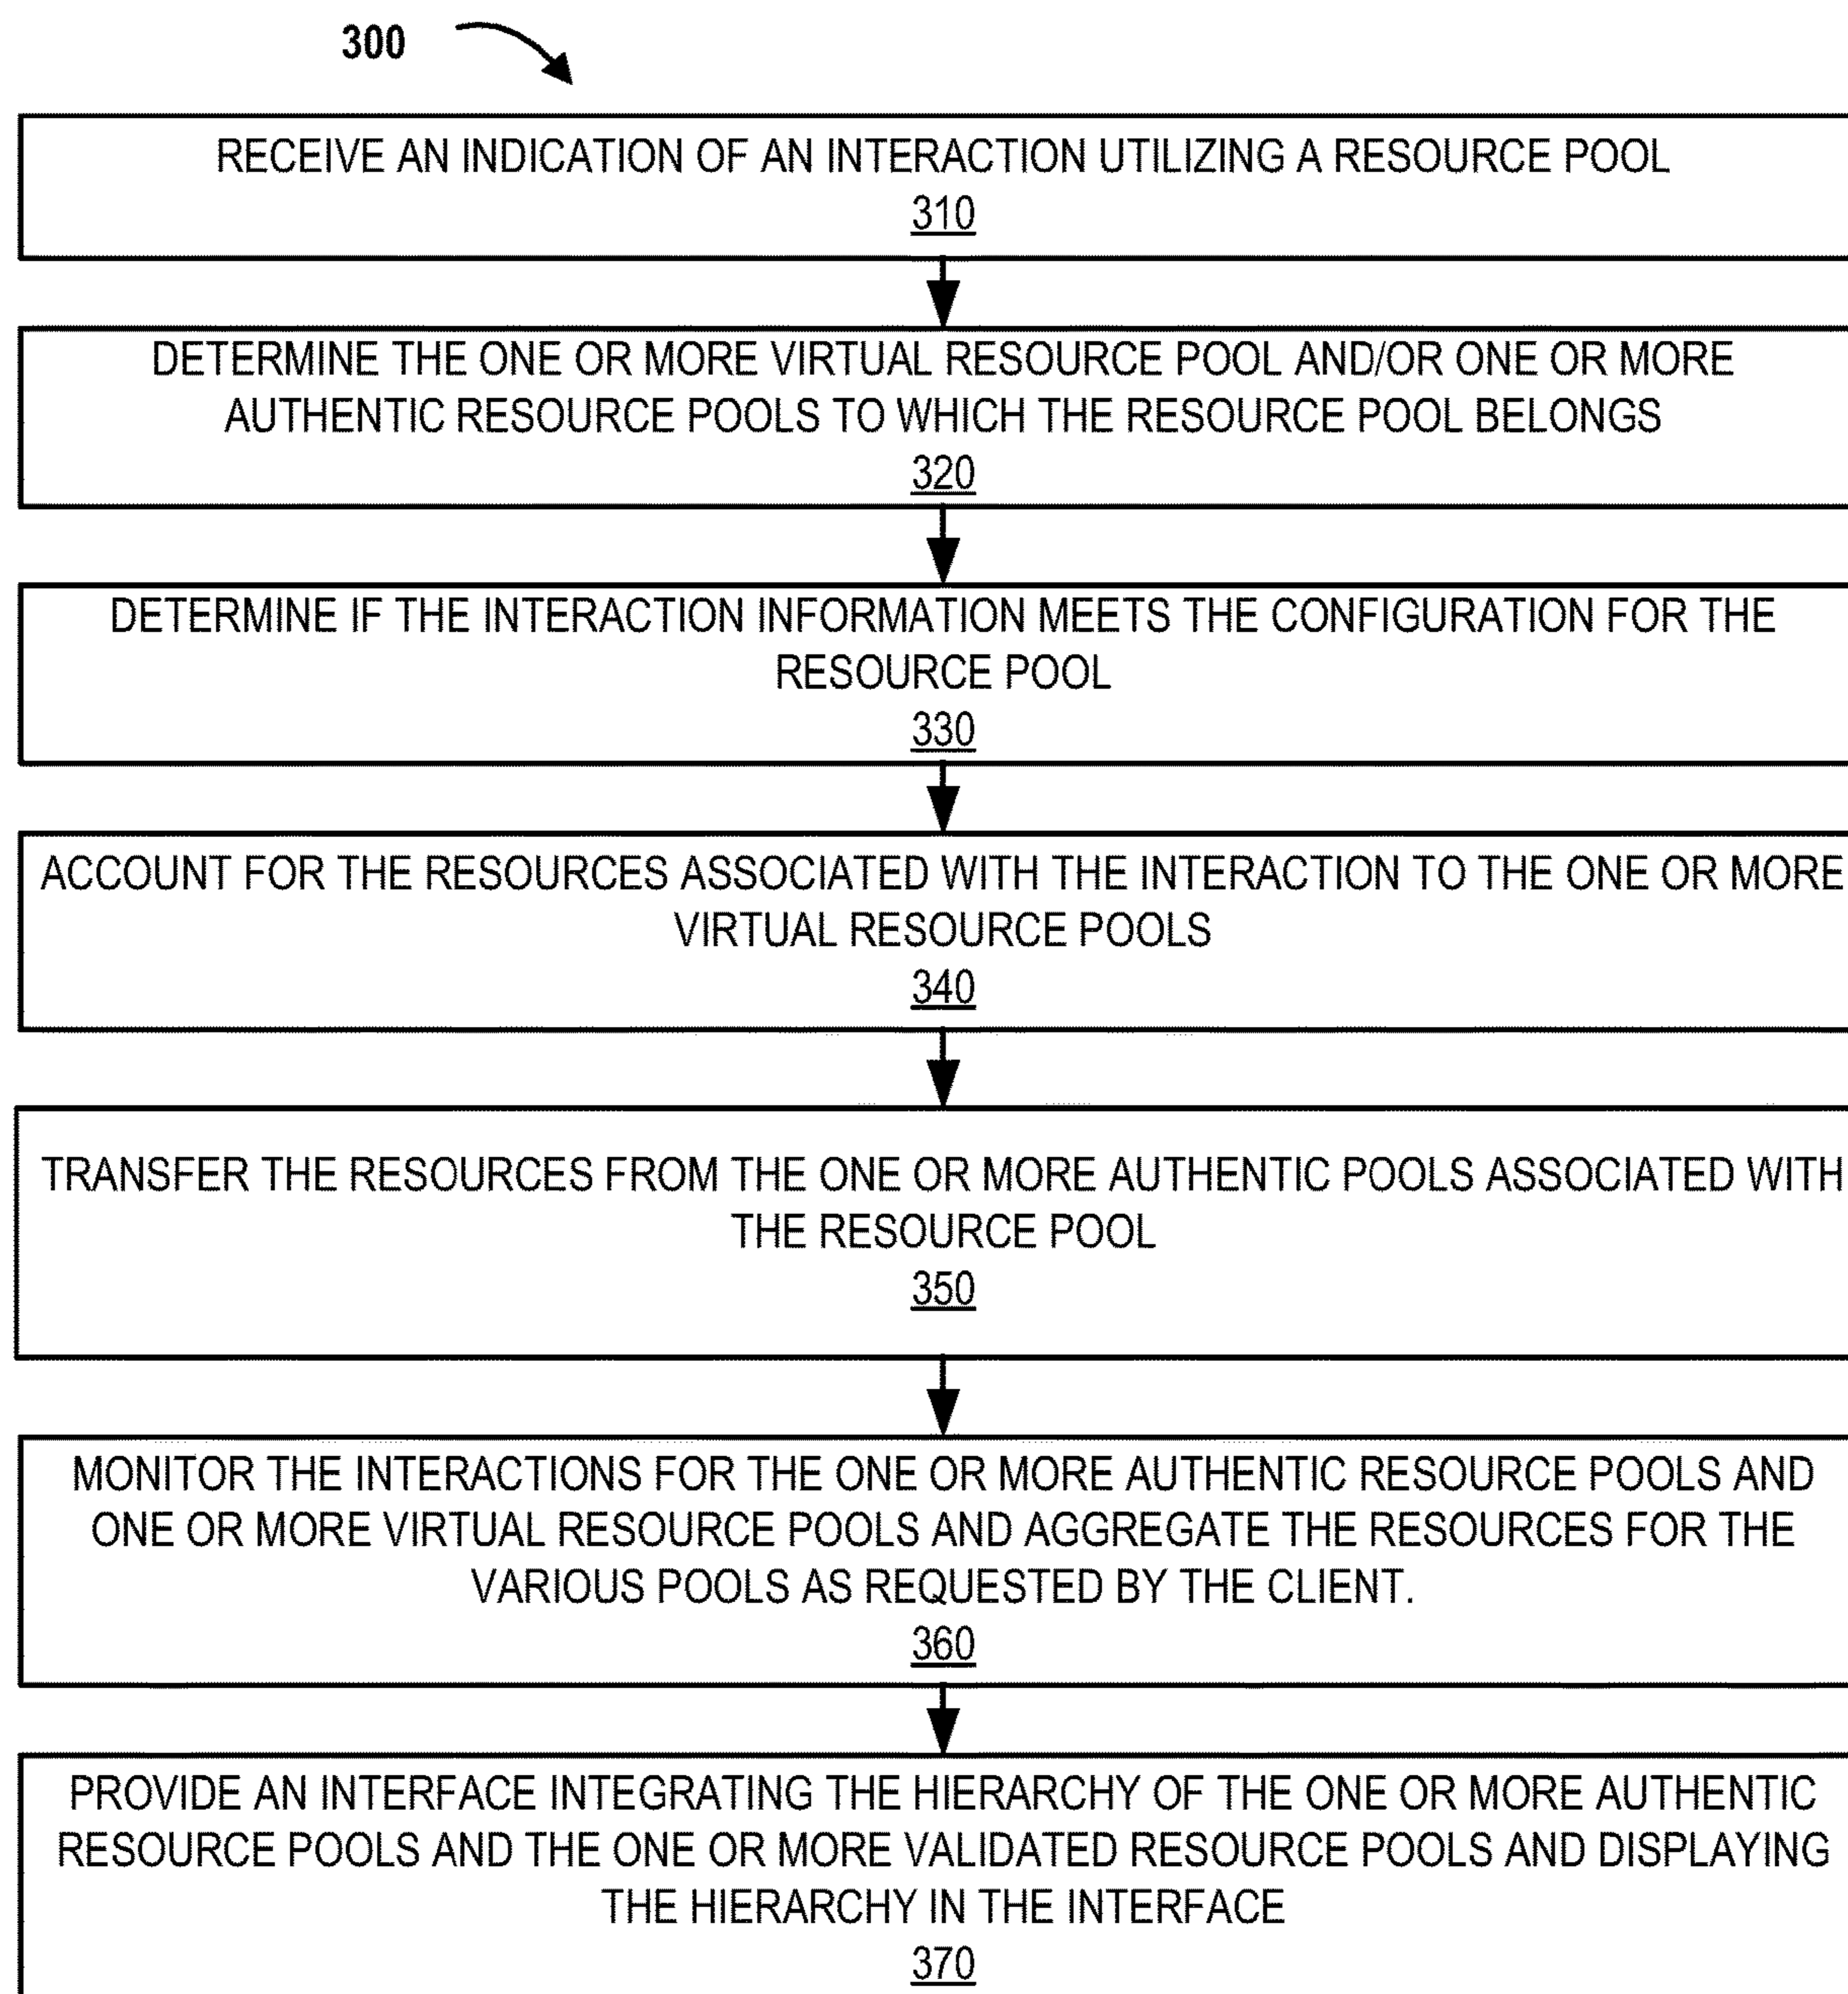 300
RECEIVE AN INDICATION OF AN INTERACTION UTILIZING A RESOURCE POOL
310
DETERMINE THE ONE OR MORE VIRTUAL RESOURCE POOL AND/OR ONE OR MORE
AUTHENTIC RESOURCE POOLS TO WHICH THE RESOURCE POOL BELONGS
320
DETERMINE IF THE INTERACTION INFORMATION MEETS THE CONFIGURATION FOR THE
RESOURCE POOL
330
ACCOUNT FOR THE RESOURCES ASSOCIATED WITH THE INTERACTION TO THE ONE OR MORE
VIRTUAL RESOURCE POOLS
340
TRANSFER THE RESOURCES FROM THE ONE OR MORE AUTHENTIC POOLS ASSOCIATED WITH
THE RESOURCE POOL
350
MONITOR THE INTERACTIONS FOR THE ONE OR MORE AUTHENTIC RESOURCE POOLS AND
ONE OR MORE VIRTUAL RESOURCE POOLS AND AGGREGATE THE RESOURCES FOR THE
VARIOUS POOLS AS REQUESTED BY THE CLIENT.
360
PROVIDE AN INTERFACE INTEGRATING THE HIERARCHY OF THE ONE OR MORE AUTHENTIC
RESOURCE POOLS AND THE ONE OR MORE VALIDATED RESOURCE POOLS AND DISPLAYING
THE HIERARCHY IN THE INTERFACE
370